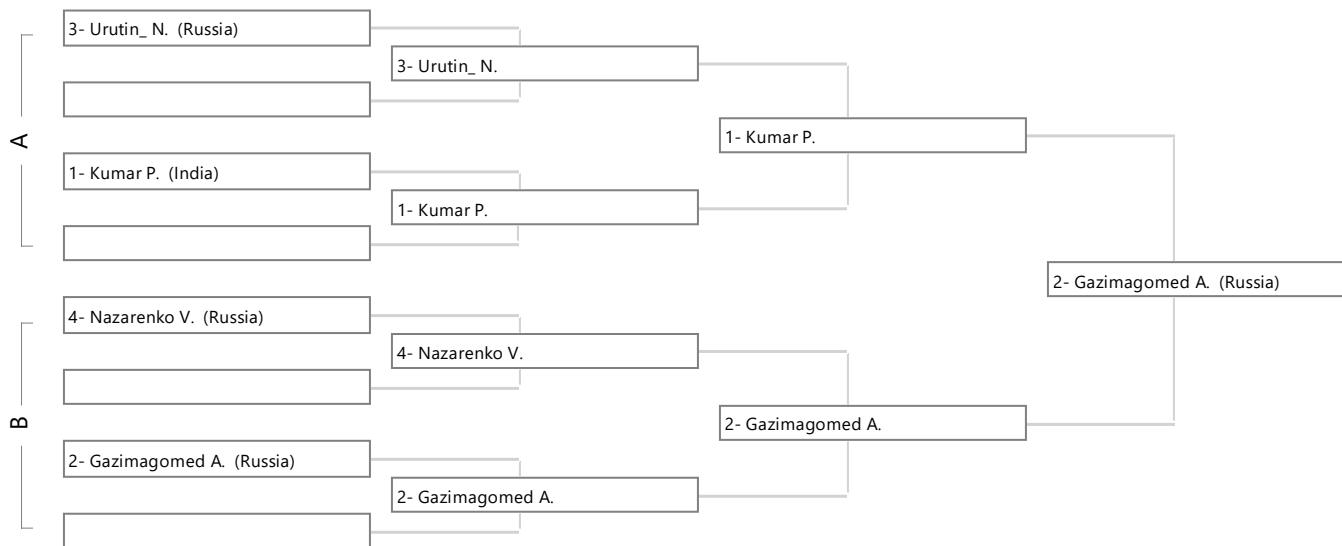 3- Urutin_ N. (Russia)
3- Urutin_ N.
A
1- Kumar P.
1- Kumar P. (India)
1- Kumar P.
2- Gazimagomed A. (Russia)
4- Nazarenko V. (Russia)
4- Nazarenko V.
B
2- Gazimagomed A.
2- Gazimagomed A. (Russia)
2- Gazimagomed A.